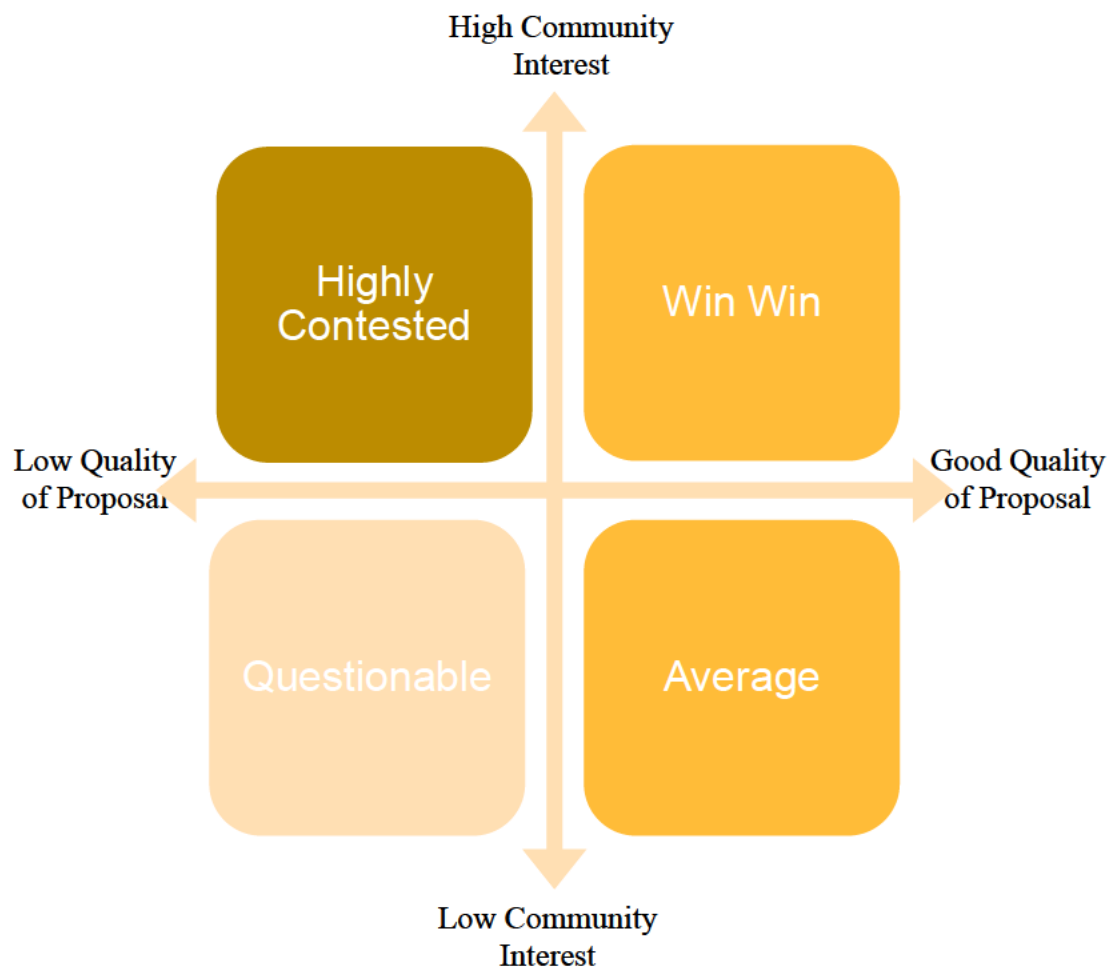 High Community
Interest
Highly
Contested
Win Win
Low Quality
of Proposal
Good Quality
of Proposal
Questionable
Average
Low Community
Interest